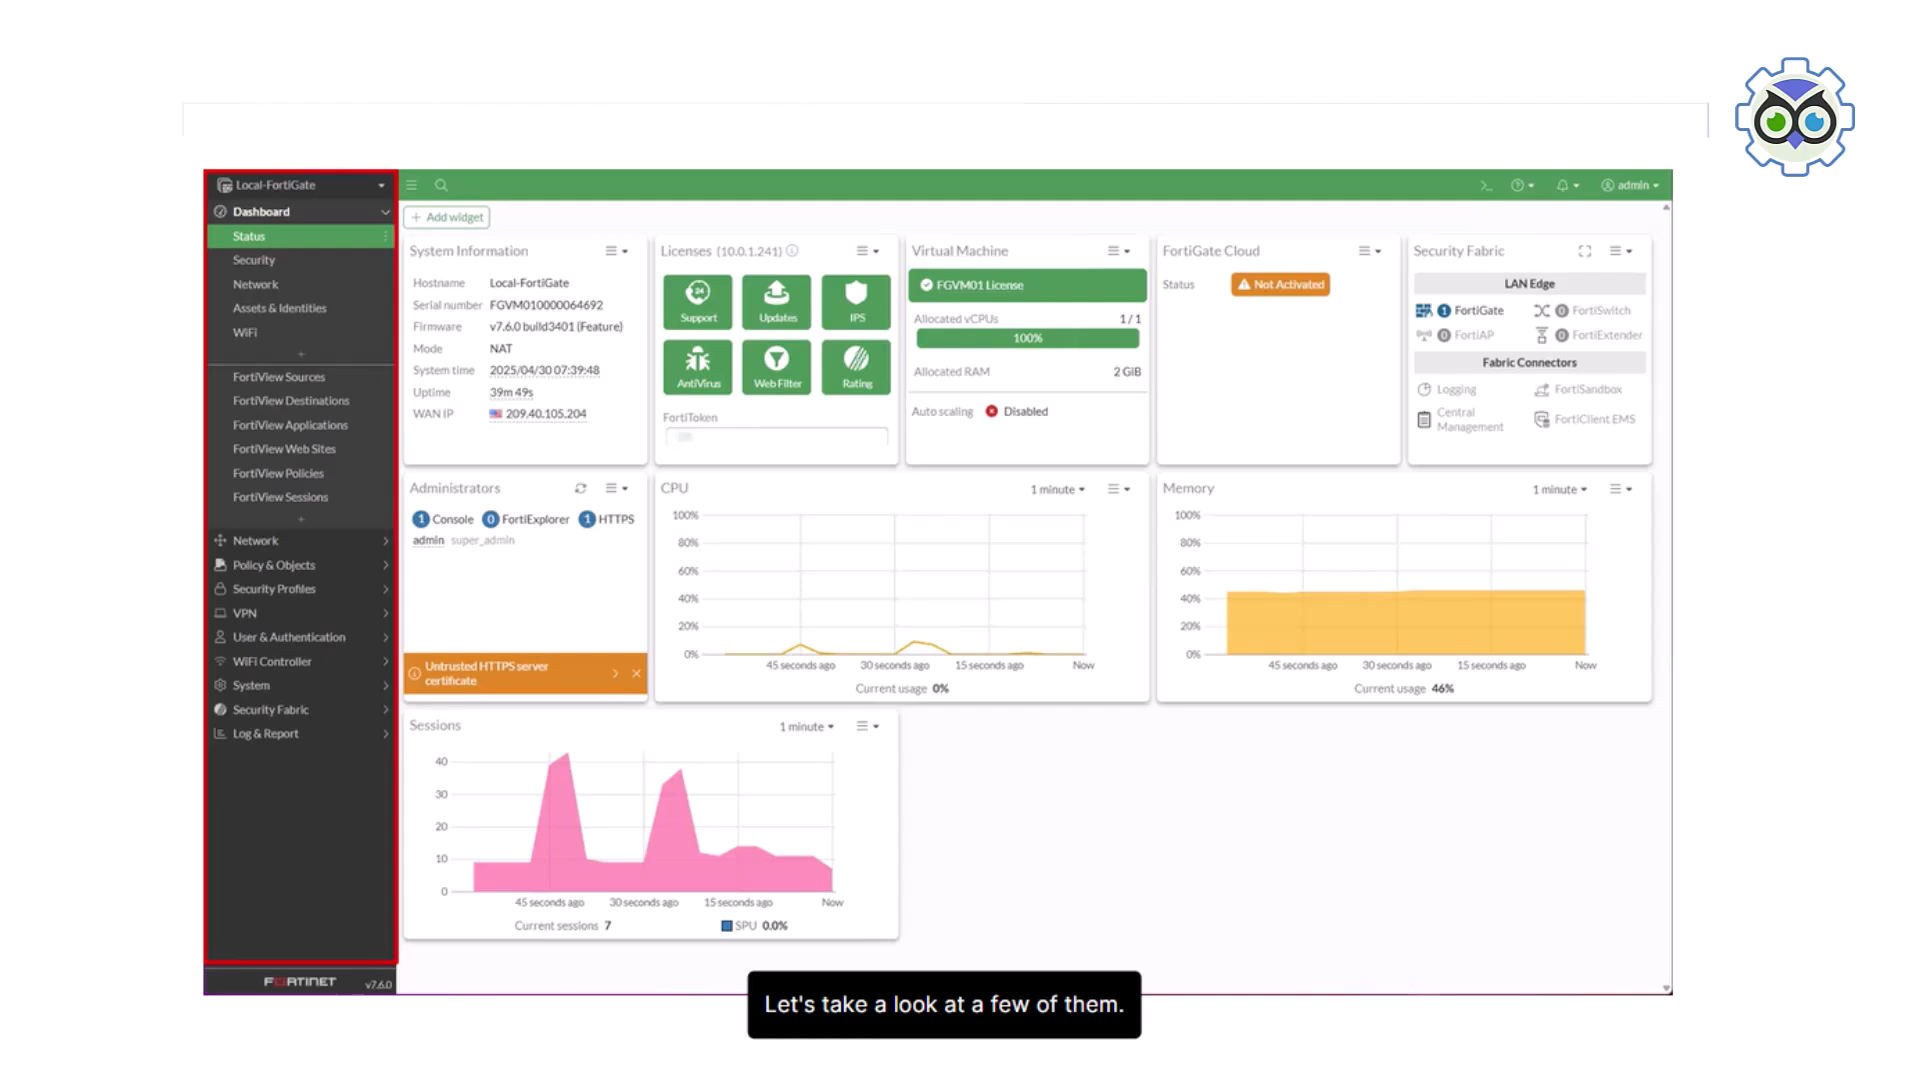 Local-FortiGate
admin
Dashboard
Status
Security
Network
Assets & Identities
WiFi
FortiView Sources
FortiView Destinations
FortiView Applications
FortiView Web Sites
FortiView Policies
FortiView Sessions
Network
Policy & Objects
Security Profiles
VPN
User & Authentication
WiFi Controller
System
Security Fabric
Log & Report
FORTINET
v7.6.0
+ Add widget
System Information
Hostname Local-FortiGate
Serial number FGVM010000064692
Firmware v7.6.0 build3401 (Feature)
Mode NAT
System time 2025/04/30 07:39:48
Uptime 39m 49s
WAN IP 209.40.105.204
Licenses (10.0.1.241)
24
Support Updates IPS
AntiVirus Web Filter Rating
FortiToken
Virtual Machine
FGVM01 License
Allocated vCPUs 1 / 1
100%
Allocated RAM 2 GiB
Auto scaling Disabled
FortiGate Cloud
Status Not Activated
Security Fabric
LAN Edge
1 FortiGate 0 FortiSwitch
0 FortiAP 0 FortiExtender
Fabric Connectors
Logging FortiSandbox
Central
Management
FortiClient EMS
Administrators
1 Console 0 FortiExplorer 1 HTTPS
admin super_admin
Untrusted HTTPS server
certificate
CPU 1 minute
100%
80%
60%
40%
20%
0%
45 seconds ago 30 seconds ago 15 seconds ago Now
Current usage 0%
Memory 1 minute
100%
80%
60%
40%
20%
0%
45 seconds ago 30 seconds ago 15 seconds ago Now
Current usage 46%
Sessions 1 minute
40
30
20
10
0
45 seconds ago 30 seconds ago 15 seconds ago Now
Current sessions 7 SPU 0.0%
Let's take a look at a few of them.